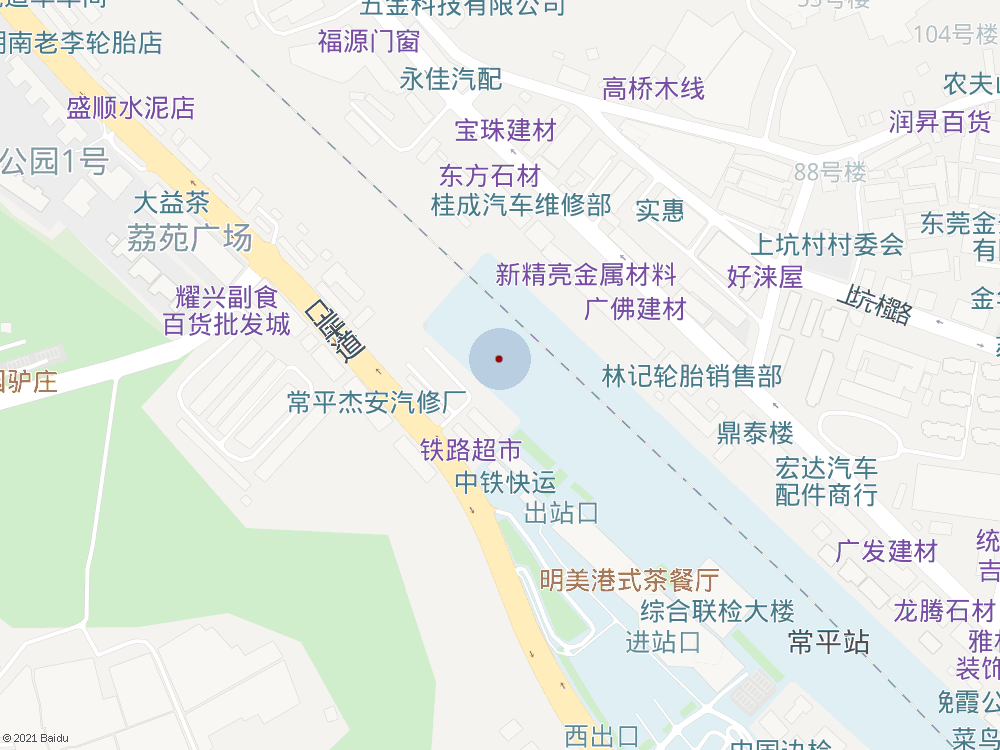 五金科技有限公司
湖南老李轮胎店
福源门窗
104号楼
永佳汽配
高桥木线
农夫山
盛顺水泥店
宝珠建材
润昇百货
公园1号
东方石材
88号楼
大益茶
桂成汽车维修部
实惠
荔苑广场
上坑村村委会
东莞金
有
新精亮金属材料
好涞屋
耀兴副食
百货批发城
广佛建材
上坑横路
金
驴庄
常平杰安汽修厂
林记轮胎销售部
铁路超市
鼎泰楼
中铁快运
宏达汽车
配件商行
出站口
广发建材
统
吉
明美港式茶餐厅
综合联检大楼
龙腾石材
进站口
常平站
装饰
霞公
西出口
菜鸟
中国边检
© 2021 Baidu